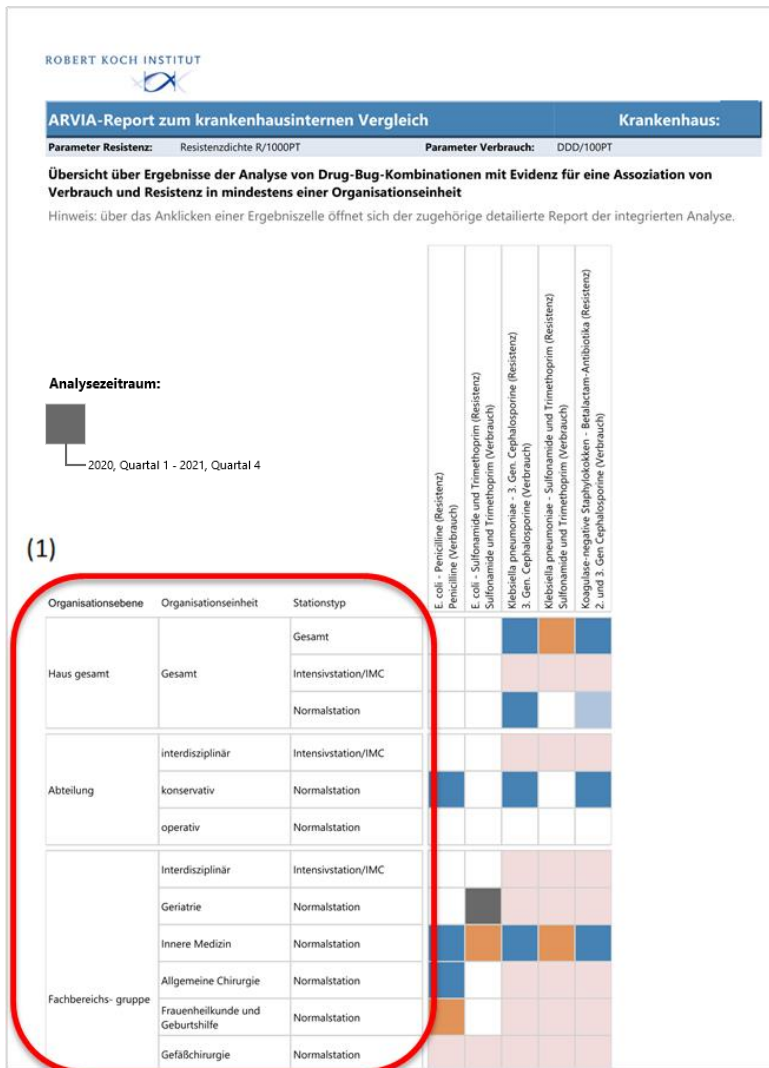 ROBERT KOCH INSTITUT
ARVIA-Report zum krankenhausinternen Vergleich
Krankenhaus:
Parameter Resistenz: Resistenzdichte R/1000PT
Parameter Verbrauch: DDD/100PT
Übersicht über Ergebnisse der Analyse von Drug-Bug-Kombinationen mit Evidenz für eine Assoziation von
Verbrauch und Resistenz in mindestens einer Organisationseinheit
Hinweis: über das Anklicken einer Ergebniszelle öffnet sich der zugehörige detailierte Report der integrierten Analyse.
Analysezeitraum:
2020, Quartal 1 - 2021, Quartal 4
E. coli - Penicilline (Resistenz)
Penicilline (Verbrauch)
E. coli - Sulfonamide und Trimethoprim (Resistenz)
Sulfonamide und Trimethoprim (Verbrauch)
Klebsiella pneumoniae - 3. Gen. Cephalosporine (Resistenz)
3. Gen. Cephalosporine (Verbrauch)
Klebsiella pneumoniae - Sulfonamide und Trimethoprim (Resistenz)
Sulfonamide und Trimethoprim (Verbrauch)
Koagulase-negative Staphylokokken - Betalactam-Antibiotika (Resistenz)
2. und 3. Gen Cephalosporine (Verbrauch)
(1)
Organisationsebene Organisationseinheit Stationstyp
Gesamt
Haus gesamt Gesamt Intensivstation/IMC
Normalstation
interdisziplinär Intensivstation/IMC
Abteilung konservativ Normalstation
operativ Normalstation
Interdisziplinär Intensivstation/IMC
Geriatrie Normalstation
Innere Medizin Normalstation
Allgemeine Chirurgie Normalstation
Fachbereichs- gruppe
Frauenheilkunde und
Geburtshilfe
Normalstation
Gefäßchirurgie Normalstation